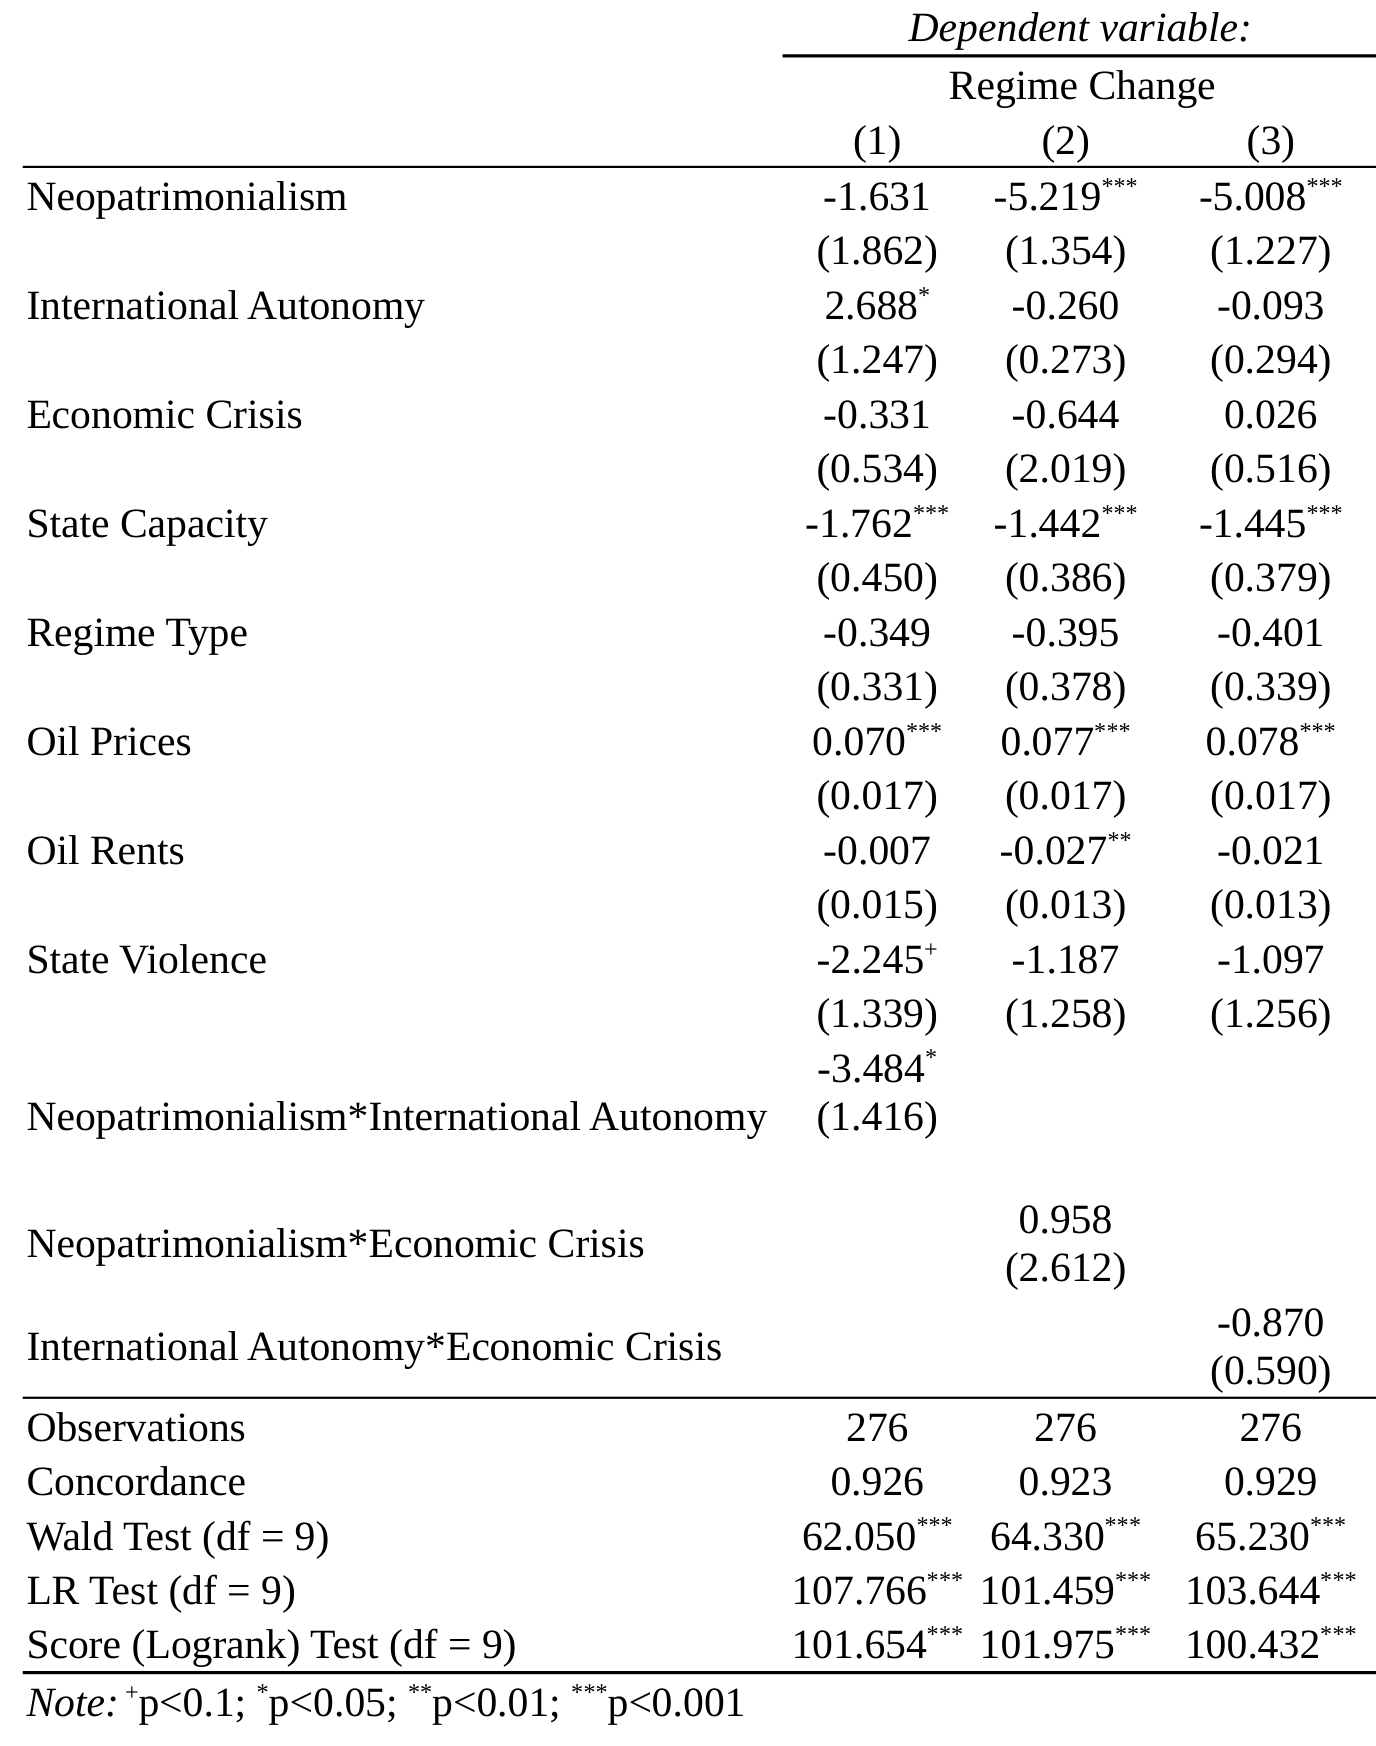 Dependent variable:
Regime Change
(1) (2) (3)
Neopatrimonialism -1.631 -5.219*** -5.008***
(1.862) (1.354) (1.227)
International Autonomy 2.688* -0.260 -0.093
(1.247) (0.273) (0.294)
Economic Crisis -0.331 -0.644 0.026
(0.534) (2.019) (0.516)
State Capacity -1.762*** -1.442*** -1.445***
(0.450) (0.386) (0.379)
Regime Type -0.349 -0.395 -0.401
(0.331) (0.378) (0.339)
Oil Prices 0.070*** 0.077*** 0.078***
(0.017) (0.017) (0.017)
Oil Rents -0.007 -0.027** -0.021
(0.015) (0.013) (0.013)
State Violence -2.245+ -1.187 -1.097
(1.339) (1.258) (1.256)
-3.484*
Neopatrimonialism*International Autonomy (1.416)
0.958
Neopatrimonialism*Economic Crisis
(2.612)
-0.870
International Autonomy*Economic Crisis
(0.590)
Observations 276 276 276
Concordance 0.926 0.923 0.929
Wald Test (df = 9) 62.050*** 64.330*** 65.230***
LR Test (df = 9) 107.766*** 101.459*** 103.644***
Score (Logrank) Test (df = 9) 101.654*** 101.975*** 100.432***
Note: +p<0.1; *p<0.05; **p<0.01; ***p<0.001